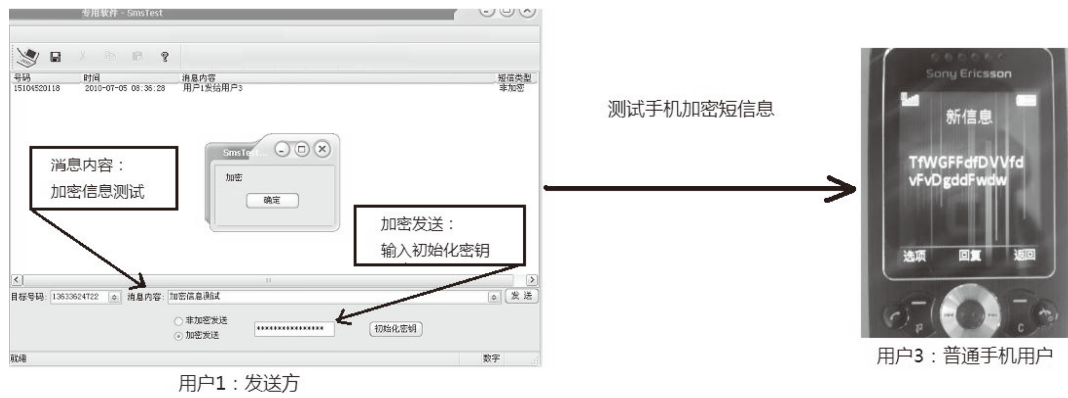 专用软件 - SmsTest
号码 时间 消息内容 短信类型
15104520118 2010-07-05 08:36:28 用户1发给用户3 非加密
消息内容：
加密信息测试
SmsTest
加密
确定
加密发送：
输入初始化密钥
目标号码: 13633624722 消息内容: 加密信息测试 发 送
非加密发送
加密发送 **************** 初始化密钥
就绪 数字
用户1：发送方
测试手机加密短信息
Sony Ericsson
新信息
TfWGFFdfDVVfd
vFvDgddFwdw
选项 回复 返回
用户3：普通手机用户